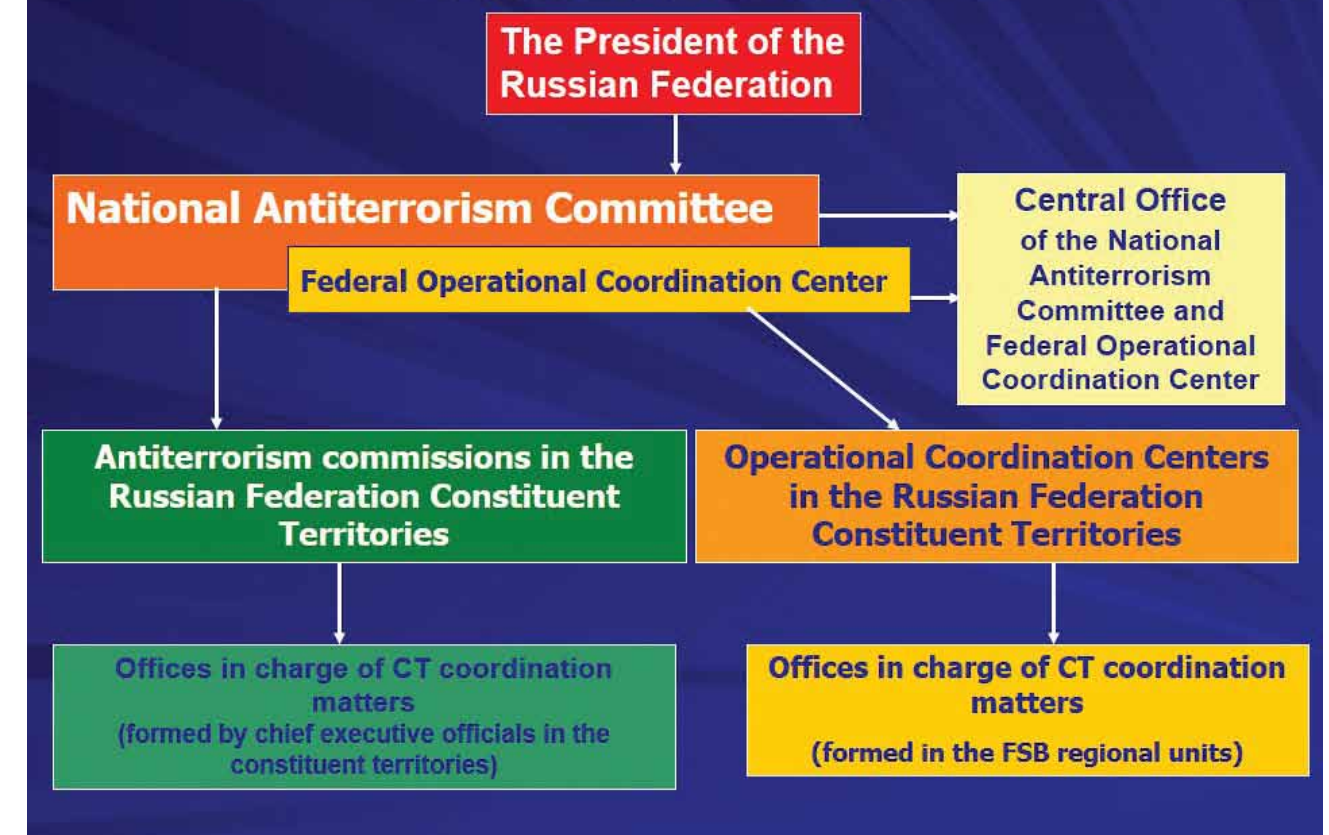 The President of the
Russian Federation
National Antiterrorism Committee
Federal Operational Coordination Center
Central Office
of the National
Antiterrorism
Committee and
Federal Operational
Coordination Center
Antiterrorism commissions in the
Russian Federation Constituent
Territories
Operational Coordination Centers
in the Russian Federation
Constituent Territories
Offices in charge of CT coordination
matters
(formed by chief executive officials in the
constituent territories)
Offices in charge of CT coordination
matters
(formed in the FSB regional units)